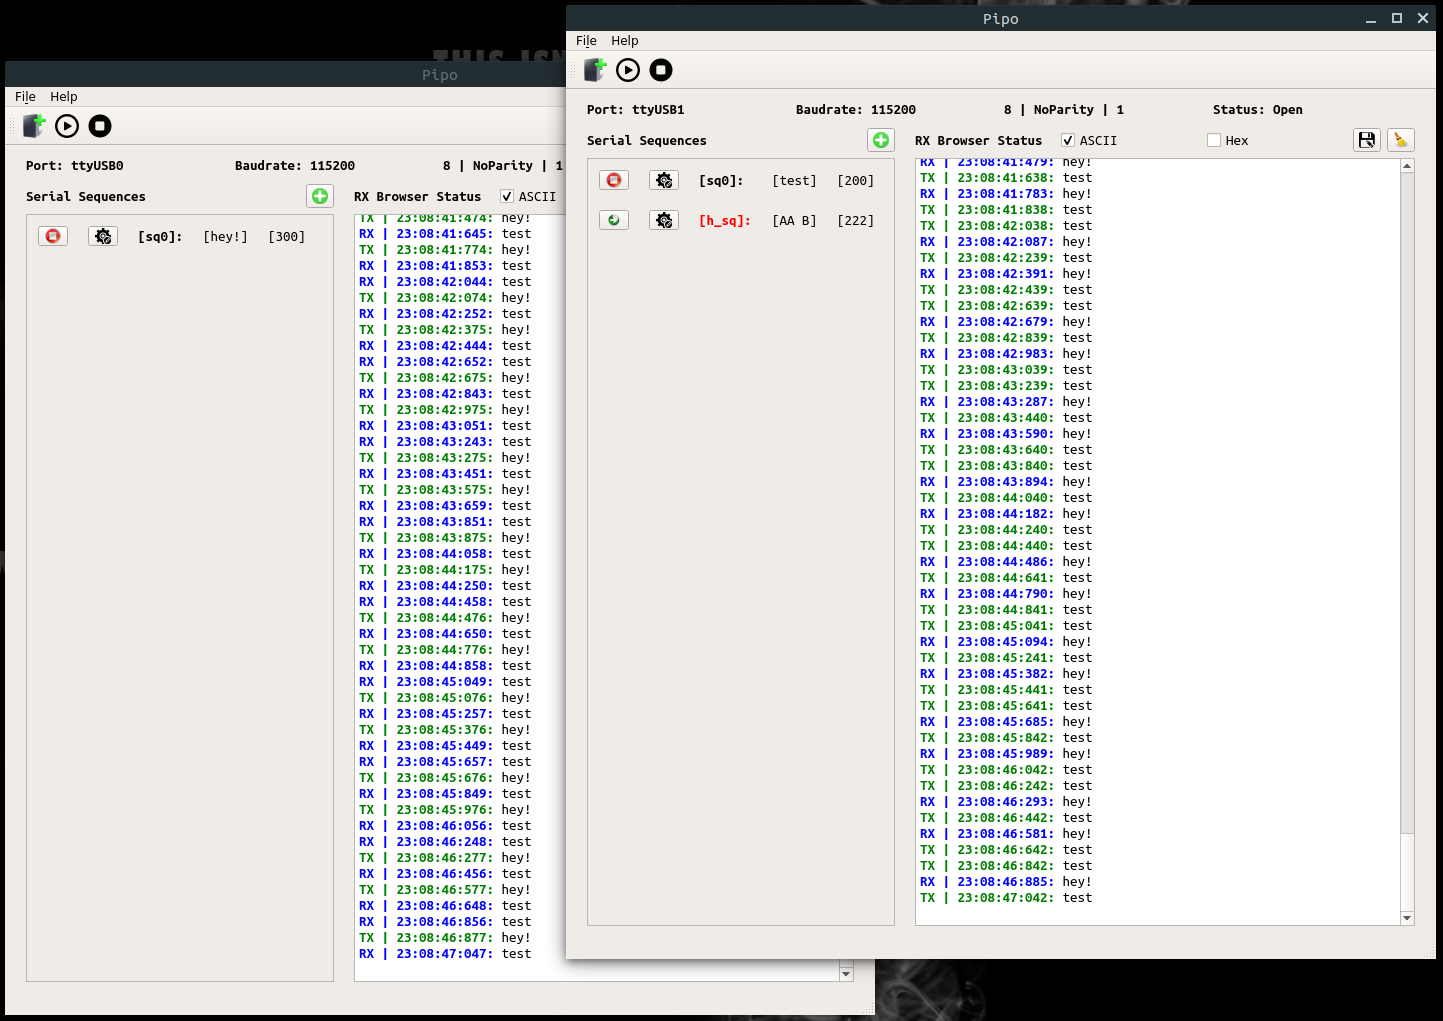 THIS ISN
Pipo
File Help
Port: ttyUSB0 Baudrate: 115200 8 | NoParity | 1
Serial Sequences RX Browser Status ASCII
[sq0]: [hey!] [300]
TX | 23:08:41:474: hey!
RX | 23:08:41:645: test
TX | 23:08:41:774: hey!
RX | 23:08:41:853: test
RX | 23:08:42:044: test
TX | 23:08:42:074: hey!
RX | 23:08:42:252: test
TX | 23:08:42:375: hey!
RX | 23:08:42:444: test
RX | 23:08:42:652: test
TX | 23:08:42:675: hey!
RX | 23:08:42:843: test
TX | 23:08:42:975: hey!
RX | 23:08:43:051: test
RX | 23:08:43:243: test
TX | 23:08:43:275: hey!
RX | 23:08:43:451: test
TX | 23:08:43:575: hey!
RX | 23:08:43:659: test
RX | 23:08:43:851: test
TX | 23:08:43:875: hey!
RX | 23:08:44:058: test
TX | 23:08:44:175: hey!
RX | 23:08:44:250: test
RX | 23:08:44:458: test
TX | 23:08:44:476: hey!
RX | 23:08:44:650: test
TX | 23:08:44:776: hey!
RX | 23:08:44:858: test
RX | 23:08:45:049: test
TX | 23:08:45:076: hey!
RX | 23:08:45:257: test
TX | 23:08:45:376: hey!
RX | 23:08:45:449: test
RX | 23:08:45:657: test
TX | 23:08:45:676: hey!
RX | 23:08:45:849: test
TX | 23:08:45:976: hey!
RX | 23:08:46:056: test
RX | 23:08:46:248: test
TX | 23:08:46:277: hey!
RX | 23:08:46:456: test
TX | 23:08:46:577: hey!
RX | 23:08:46:648: test
RX | 23:08:46:856: test
TX | 23:08:46:877: hey!
RX | 23:08:47:047: test
Pipo
File Help
Port: ttyUSB1 Baudrate: 115200 8 | NoParity | 1 Status: Open
Serial Sequences RX Browser Status ASCII Hex
[sq0]: [test] [200]
[h_sq]: [AA B] [222]
RX | 23:08:41:479: hey!
TX | 23:08:41:638: test
RX | 23:08:41:783: hey!
TX | 23:08:41:838: test
TX | 23:08:42:038: test
RX | 23:08:42:087: hey!
TX | 23:08:42:239: test
RX | 23:08:42:391: hey!
TX | 23:08:42:439: test
TX | 23:08:42:639: test
RX | 23:08:42:679: hey!
TX | 23:08:42:839: test
RX | 23:08:42:983: hey!
TX | 23:08:43:039: test
TX | 23:08:43:239: test
RX | 23:08:43:287: hey!
TX | 23:08:43:440: test
RX | 23:08:43:590: hey!
TX | 23:08:43:640: test
TX | 23:08:43:840: test
RX | 23:08:43:894: hey!
TX | 23:08:44:040: test
RX | 23:08:44:182: hey!
TX | 23:08:44:240: test
TX | 23:08:44:440: test
RX | 23:08:44:486: hey!
TX | 23:08:44:641: test
RX | 23:08:44:790: hey!
TX | 23:08:44:841: test
TX | 23:08:45:041: test
RX | 23:08:45:094: hey!
TX | 23:08:45:241: test
RX | 23:08:45:382: hey!
TX | 23:08:45:441: test
TX | 23:08:45:641: test
RX | 23:08:45:685: hey!
TX | 23:08:45:842: test
RX | 23:08:45:989: hey!
TX | 23:08:46:042: test
TX | 23:08:46:242: test
RX | 23:08:46:293: hey!
TX | 23:08:46:442: test
RX | 23:08:46:581: hey!
TX | 23:08:46:642: test
TX | 23:08:46:842: test
RX | 23:08:46:885: hey!
TX | 23:08:47:042: test